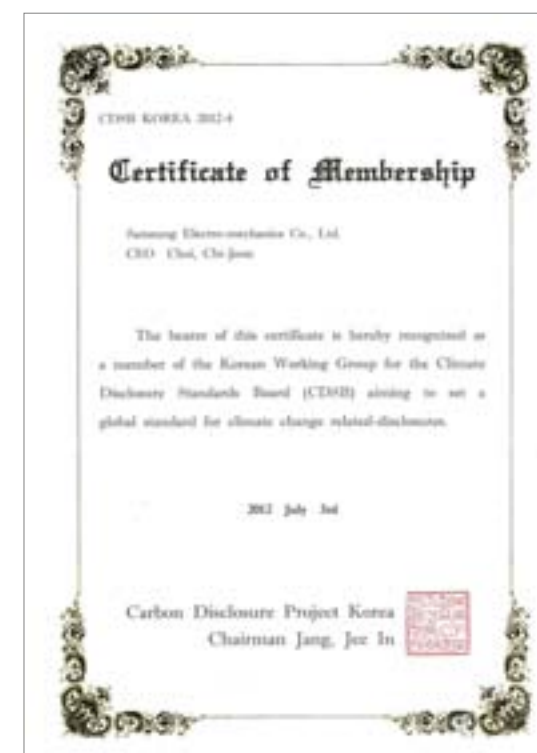 CDSB KOREA 2012-4
Certificate of Membership
Samsung Electro-mechanics Co., Ltd.
CEO Choi, Chi-Joon
The bearer of this certificate is hereby recognized as
a member of the Korean Working Group for the Climate
Disclosure Standards Board (CDSB) aiming to set a
global standard for climate change related-disclosures.
2012 July 3rd
Carbon Disclosure Project Korea
Chairman Jang, Jee In